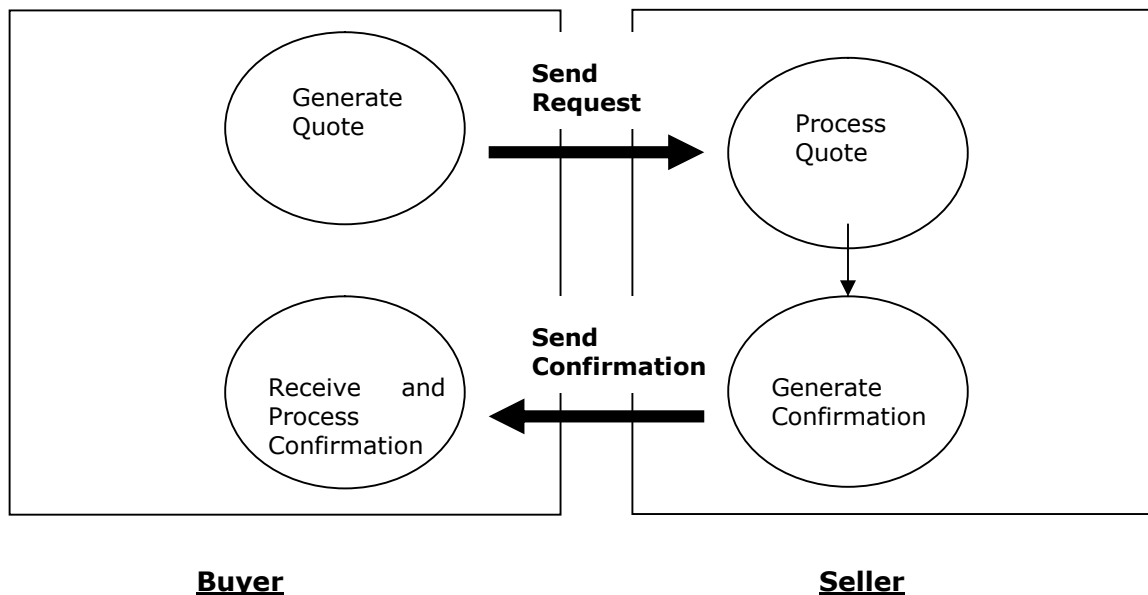 Generate
Quote
Send
Request
Process
Quote
Receive and
Process
Confirmation
Send
Confirmation
Generate
Confirmation
Buyer
Seller